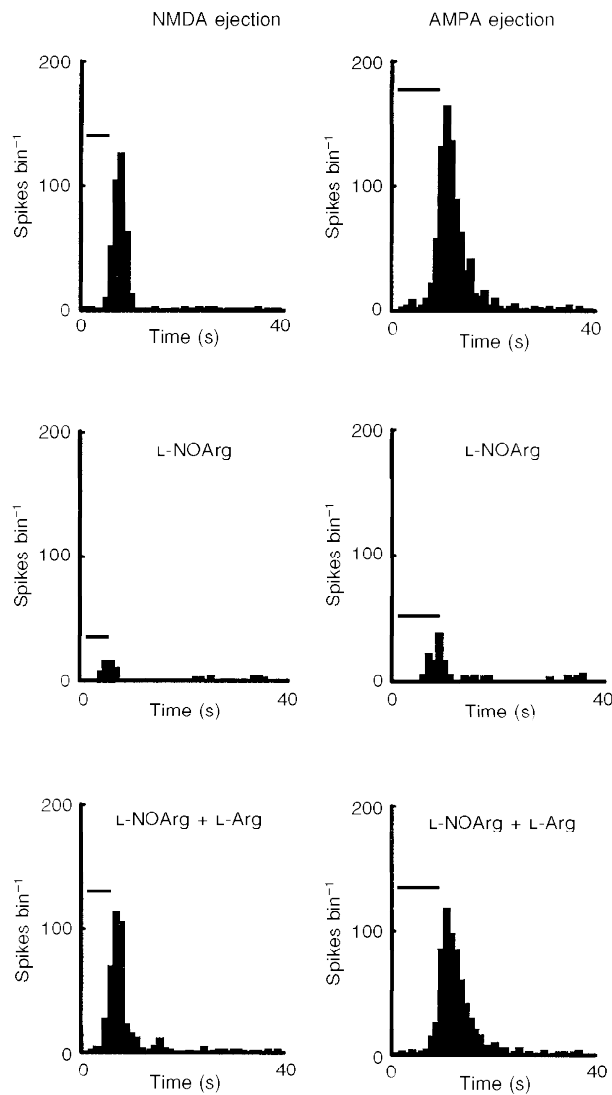 NMDA ejection
AMPA ejection
200
100
0
Spikes bin⁻¹
0
40
Time (s)
200
100
0
Spikes bin⁻¹
0
40
Time (s)
L-NOArg
200
100
0
Spikes bin⁻¹
0
40
Time (s)
L-NOArg
200
100
0
Spikes bin⁻¹
0
40
Time (s)
L-NOArg + L-Arg
200
100
0
Spikes bin⁻¹
0
40
Time (s)
L-NOArg + L-Arg
200
100
0
Spikes bin⁻¹
0
40
Time (s)